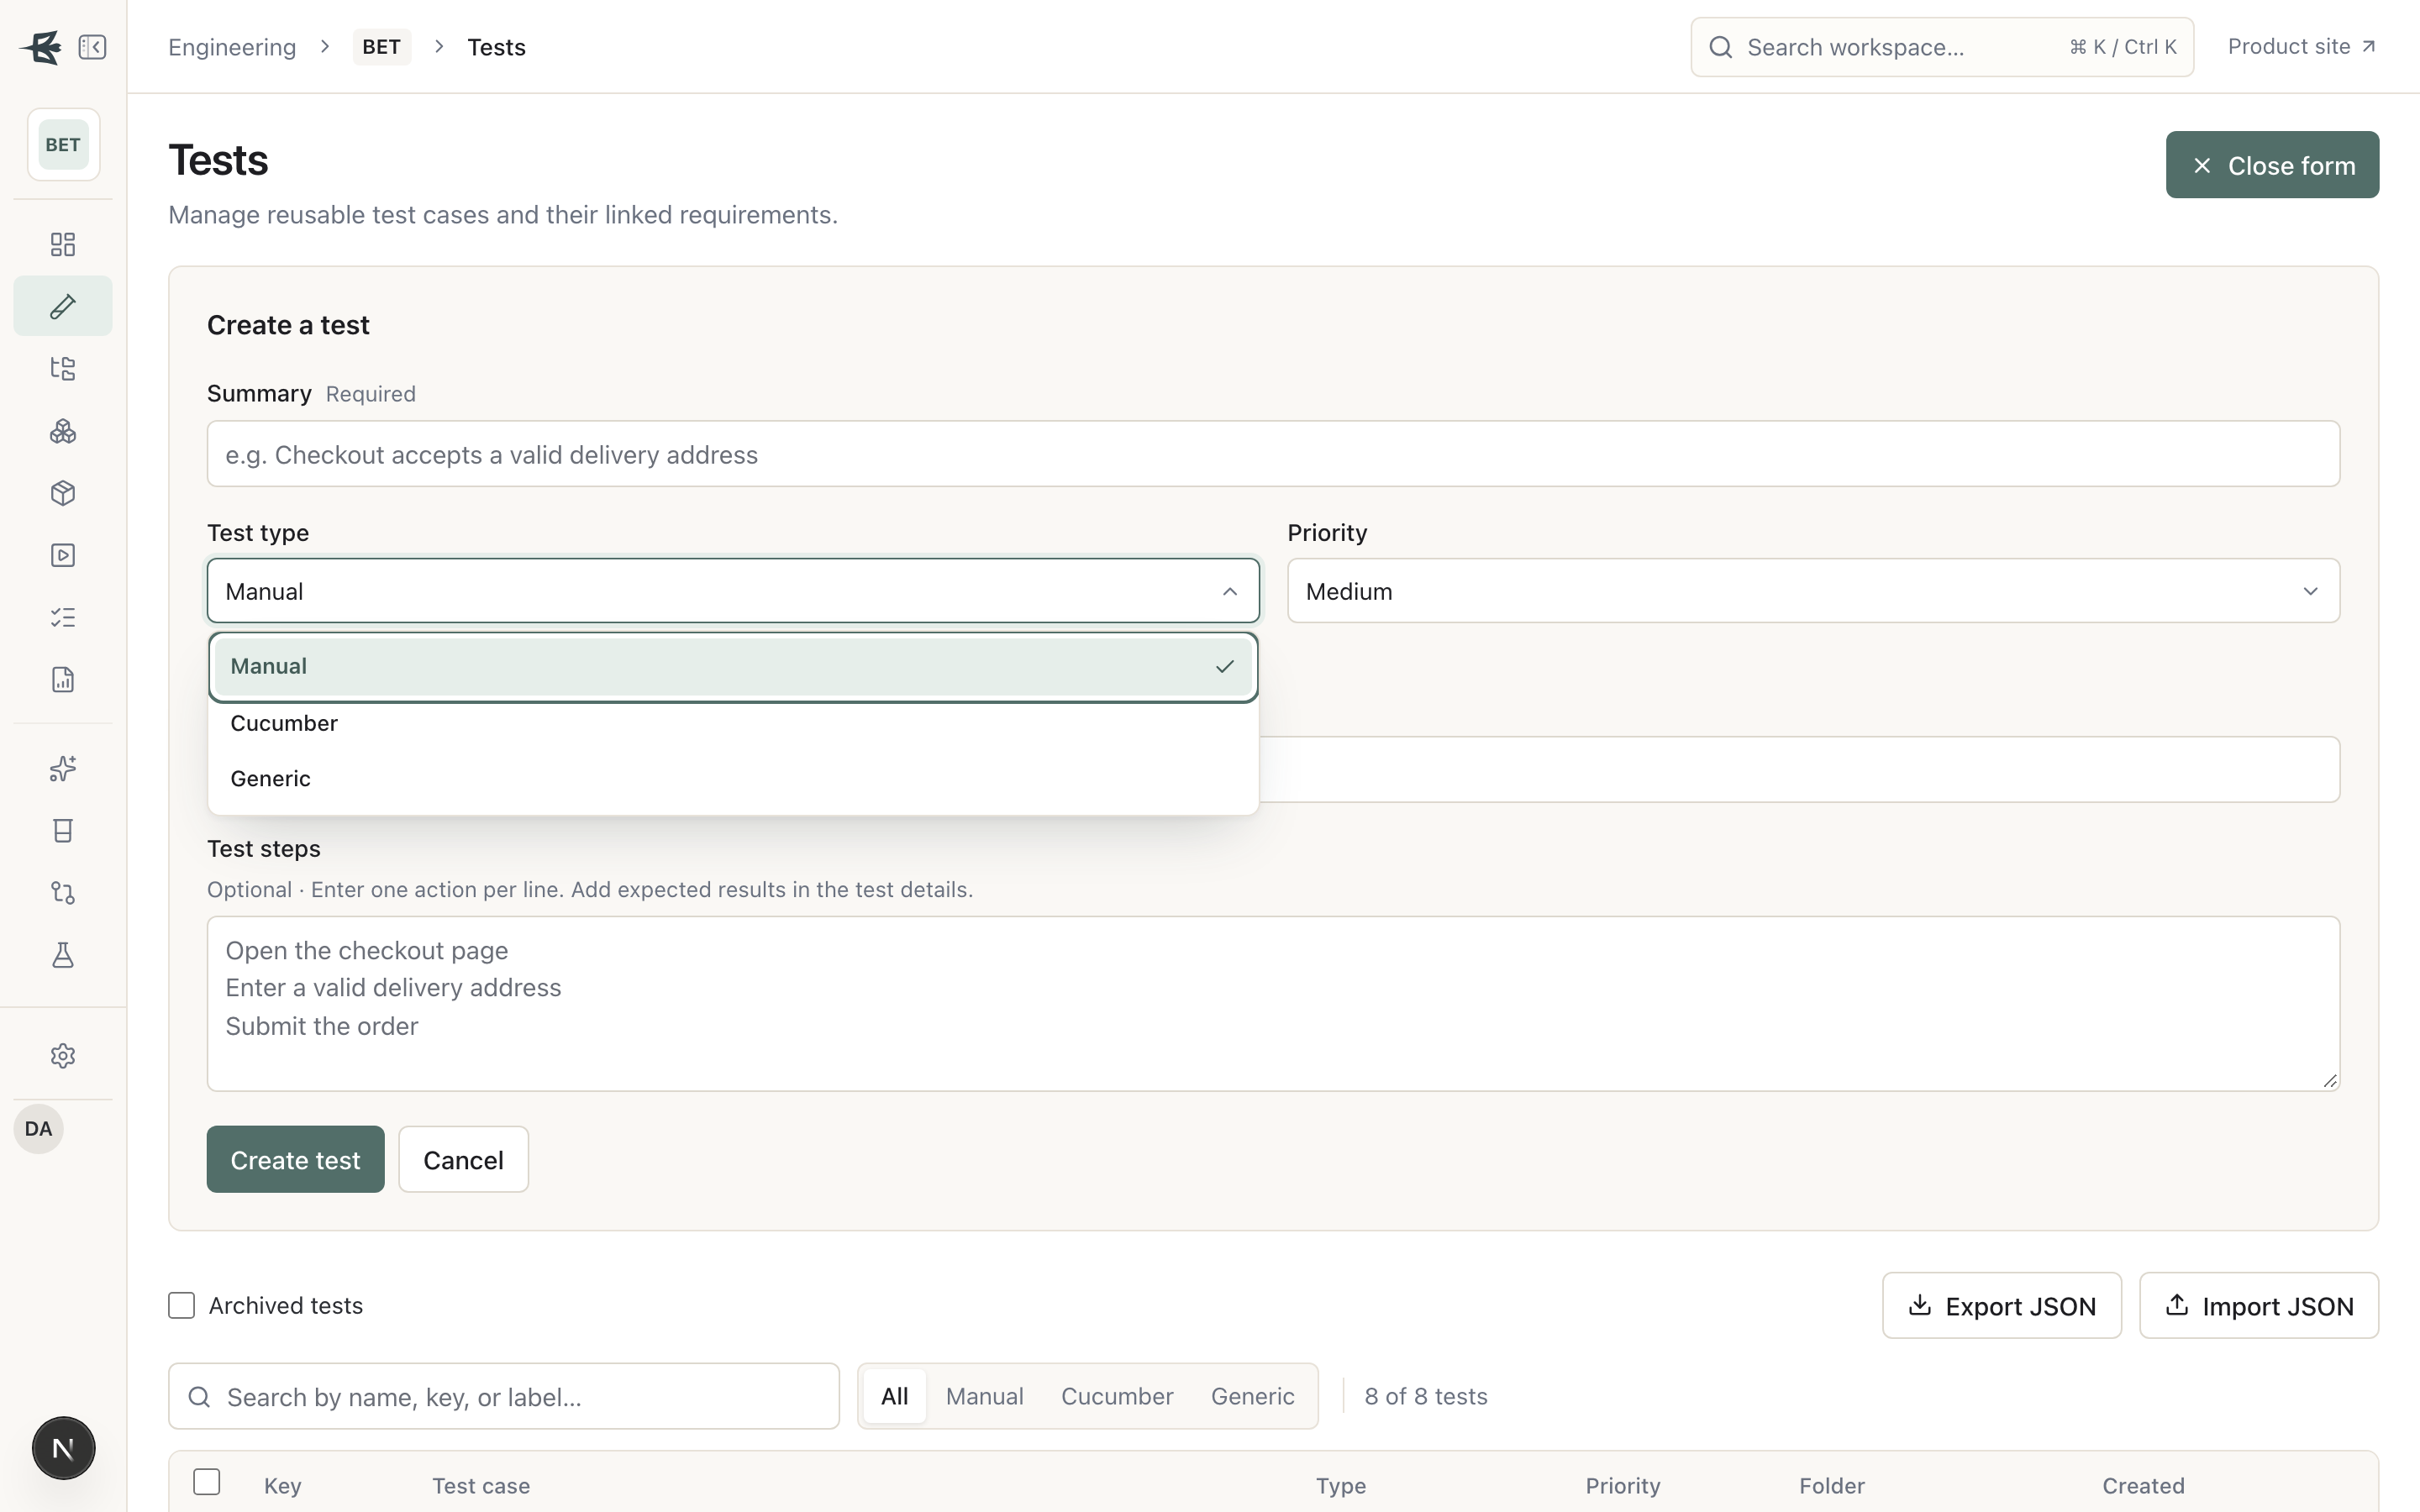 Engineering
BET
Tests
Search workspace...
⌘ K / Ctrl K
Product site
BET
Tests
Close form
Manage reusable test cases and their linked requirements.
Create a test
Summary Required
e.g. Checkout accepts a valid delivery address
Test type
Priority
Manual
Medium
Manual
Cucumber
Generic
Test steps
Optional · Enter one action per line. Add expected results in the test details.
Open the checkout page
Enter a valid delivery address
Submit the order
Create test
Cancel
DA
Archived tests
Export JSON
Import JSON
Search by name, key, or label...
All
Manual
Cucumber
Generic
8 of 8 tests
N
Key
Test case
Type
Priority
Folder
Created